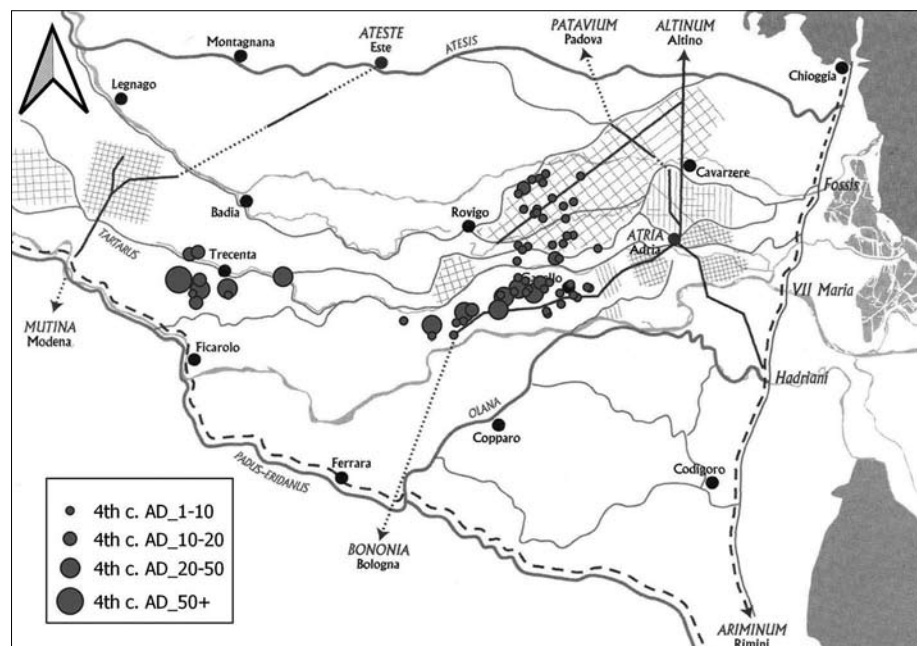 Montagnana
ATESTE
Este
ATESIS
PATAVIUM
Padova
ALTINUM
Altino
Chioggia
Legnago
Cavarzere
Fossis
Badia
Rovigo
ATRIA
Adria
TARTARUS
Trecenta
VII Maria
MUTINA
Modena
Ficarolo
Hadriani
OLANA
Copparo
PADUS-ERIDANUS
Ferrara
Codigoro
BONONIA
Bologna
ARIMINUM
Rimini
4th c. AD_1-10
4th c. AD_10-20
4th c. AD_20-50
4th c. AD_50+